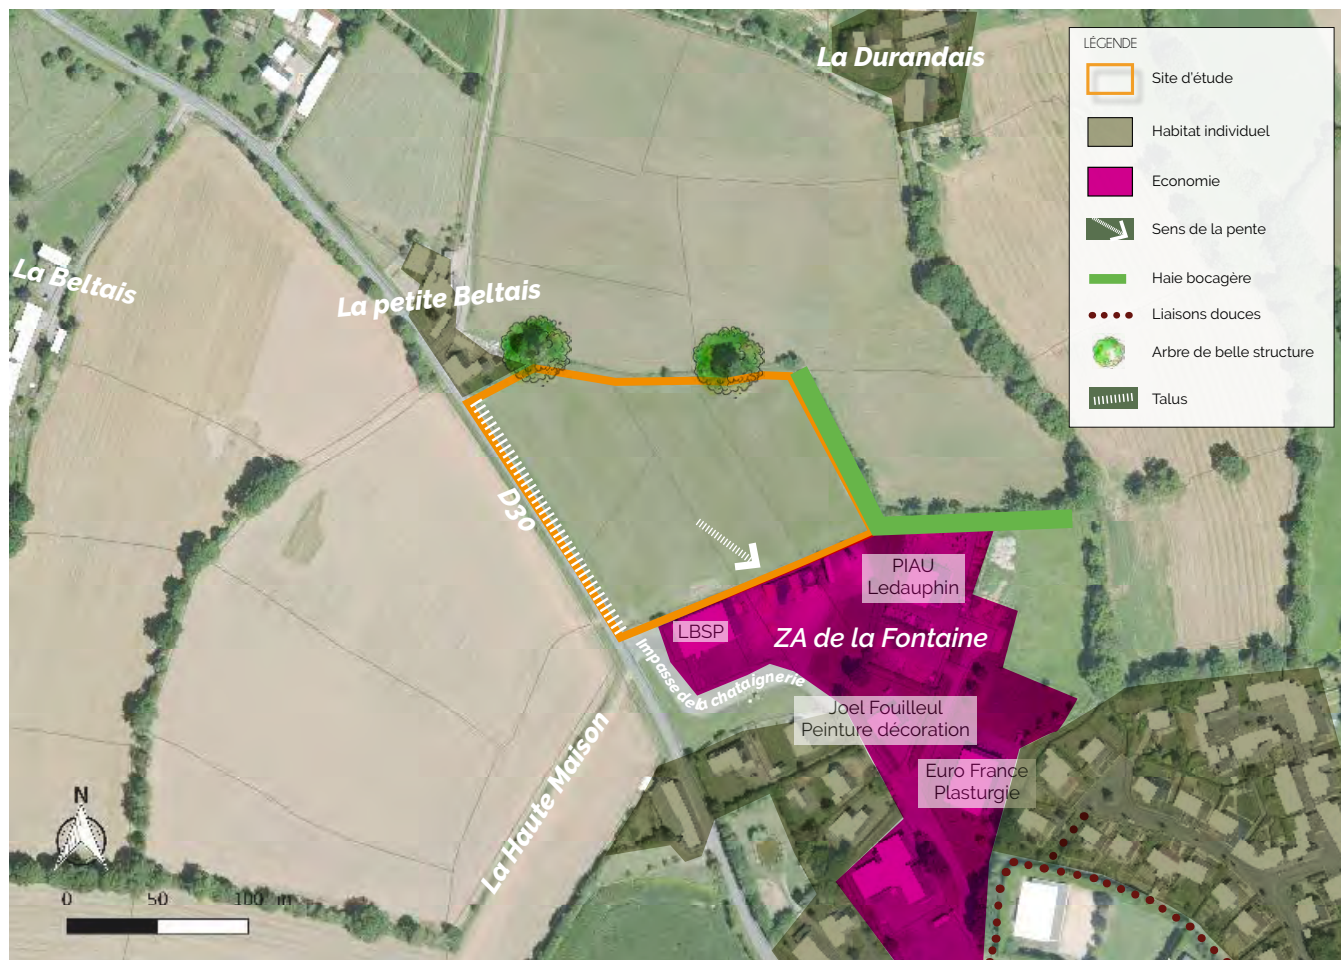 La Durandais
LÉGENDE
Site d'étude
Habitat individuel
Economie
Sens de la pente
Haie bocagère
Liaisons douces
Arbre de belle structure
Talus
La Beltais
La petite Beltais
D30
PIAU
Ledauphin
LBSP
ZA de la Fontaine
Impasse de la chataignerie
Joel Fouilleul
Peinture décoration
Euro France
Plasturgie
La Haute Maison
N
0 50 100 m